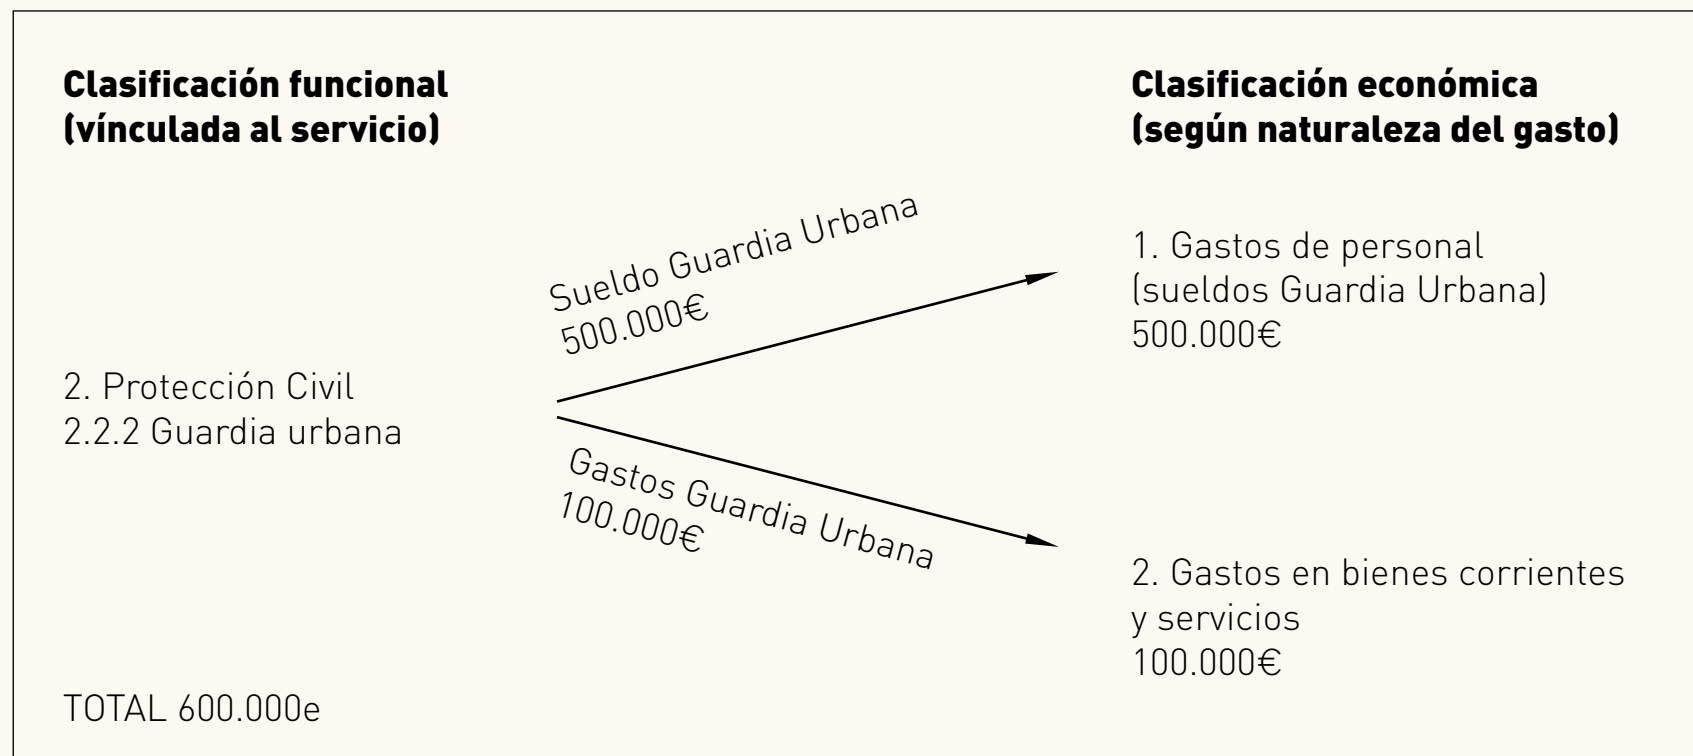 Clasificación funcional
(vínculada al servicio)
Clasificación económica
(según naturaleza del gasto)
Sueldo Guardia Urbana
500.000€
1. Gastos de personal
(sueldos Guardia Urbana)
500.000€
2. Protección Civil
2.2.2 Guardia urbana
Gastos Guardia Urbana
100.000€
2. Gastos en bienes corrientes
y servicios
100.000€
TOTAL 600.000e